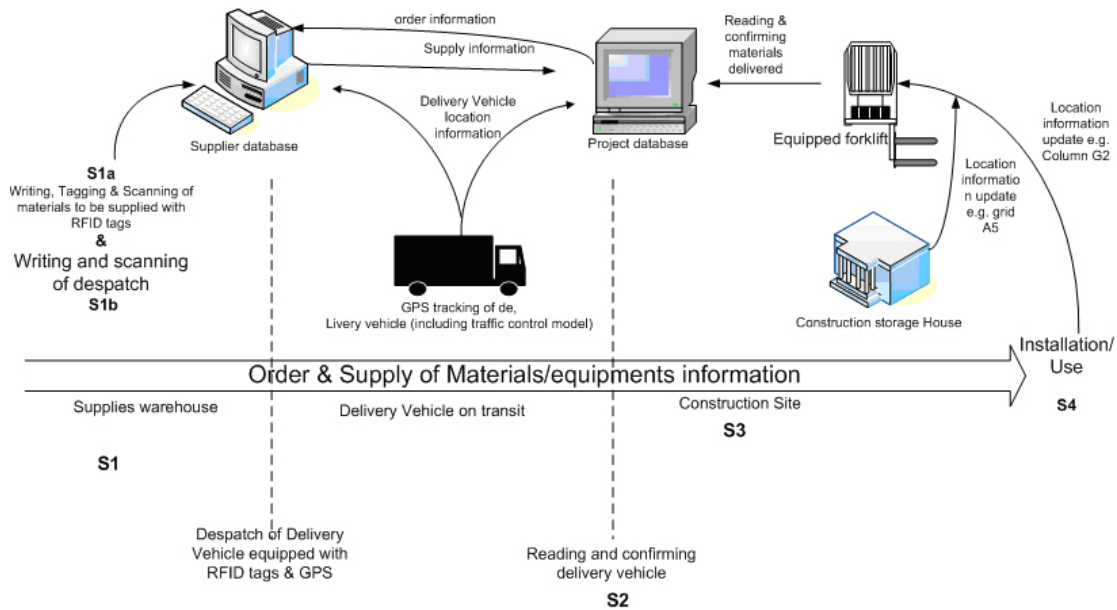 order information
Supply information
Reading &
confirming
materials
delivered
Delivery Vehicle
location
information
Supplier database
Project database
Equipped forklift
Location
information
update e.g.
Column G2
Location
informatio
n update
e.g. grid
A5
S1a
Writing, Tagging & Scanning of
materials to be supplied with
RFID tags
&
Writing and scanning
of despatch
S1b
GPS tracking of de,
Livery vehicle (including traffic control model)
Construction storage House
Installation/
Use
S4
Order & Supply of Materials/equipments information
Supplies warehouse
Delivery Vehicle on transit
Construction Site
S3
S1
Despatch of Delivery
Vehicle equipped with
RFID tags & GPS
Reading and confirming
delivery vehicle
S2